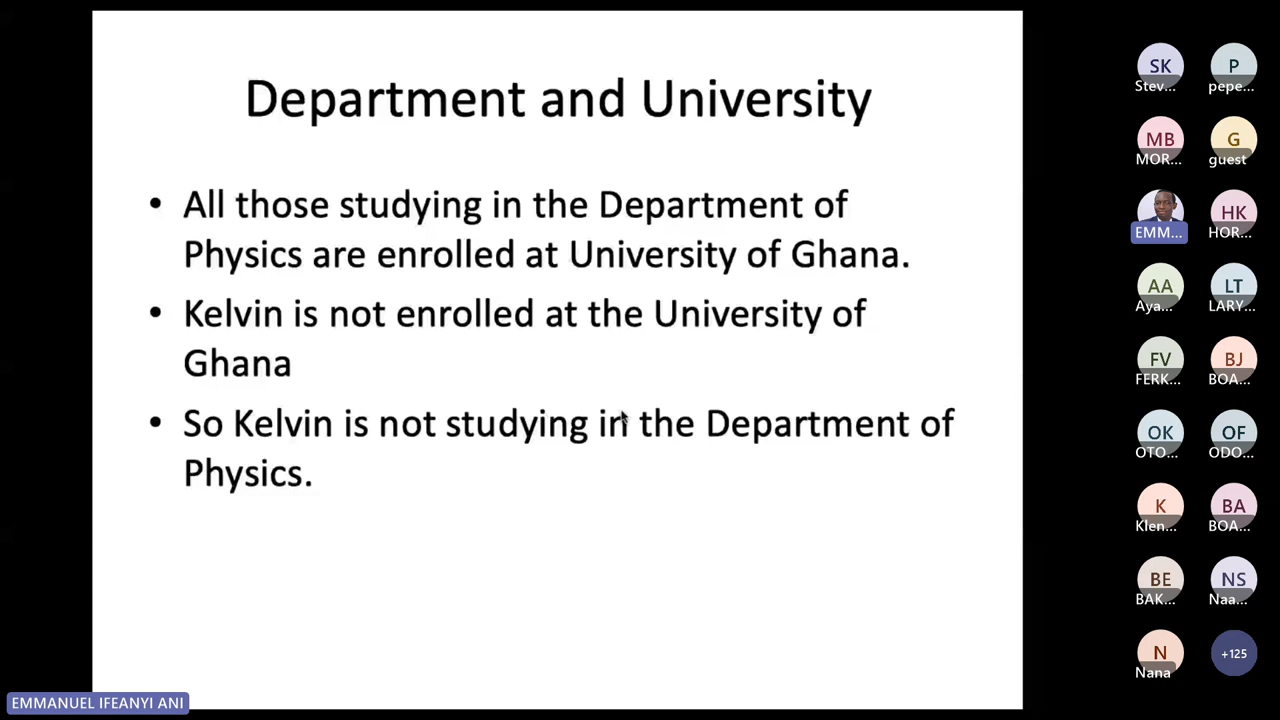 Department and University
• All those studying in the Department of
Physics are enrolled at University of Ghana.
• Kelvin is not enrolled at the University of
Ghana
• So Kelvin is not studying in the Department of
Physics.
SK
Stev...
P
pepe...
MB
MOR...
G
guest
EMM...
HK
HOR...
AA
Aya...
LT
LARY...
FV
FERK...
BJ
BOA...
OK
OTO...
OF
ODO...
K
Klen...
BA
BOA...
BE
BAK...
NS
Naa...
N
Nana
+125
EMMANUEL IFEANYI ANI